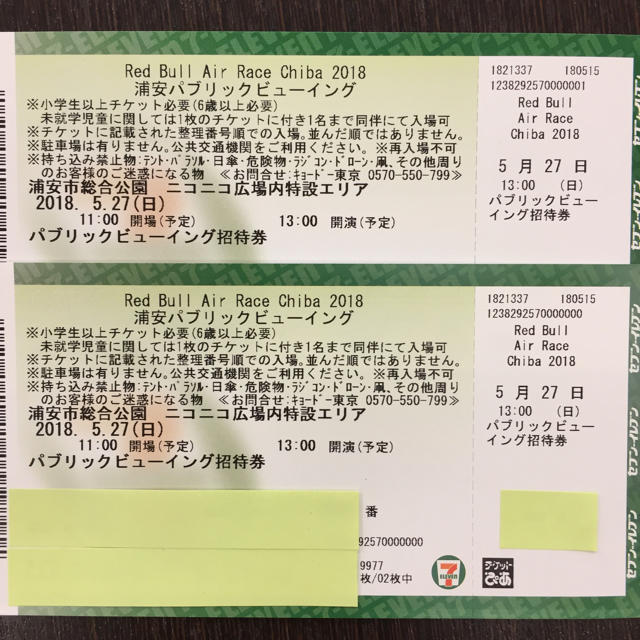 Red Bull Air Race Chiba 2018
浦安パブリックビューイング
※小学生以上チケット必要(6歳以上必要)
未就学児童に関しては1枚のチケットに付き1名まで同伴にて入場可
※チケットに記載された整理番号順での入場。並んだ順ではありません。
※駐車場は有りません。公共交通機関をご利用ください。※再入場不可
※持ち込み禁止物:テント・パラソル・日傘・危険物・ラジコン・ドローン・凧、その他周り
のお客様のご迷惑になる物 ≪お問合せ:キョードー東京 0570-550-799≫
浦安市総合公園 ニコニコ広場内特設エリア
2018. 5.27(日)
11:00 開場(予定) 13:00 開演(予定)
パブリックビューイング招待券
1821337 180515
1238292570000001
Red Bull
Air Race
Chiba 2018
5 月 27 日
13:00 (日)
パブリックビュー
イング招待券
セブン-イレブン
Red Bull Air Race Chiba 2018
浦安パブリックビューイング
※小学生以上チケット必要(6歳以上必要)
未就学児童に関しては1枚のチケットに付き1名まで同伴にて入場可
※チケットに記載された整理番号順での入場。並んだ順ではありません。
※駐車場は有りません。公共交通機関をご利用ください。※再入場不可
※持ち込み禁止物:テント・パラソル・日傘・危険物・ラジコン・ドローン・凧、その他周り
のお客様のご迷惑になる物 ≪お問合せ:キョードー東京 0570-550-799≫
浦安市総合公園 ニコニコ広場内特設エリア
2018. 5.27(日)
11:00 開場(予定) 13:00 開演(予定)
パブリックビューイング招待券
番
92570000000
9977
枚/02枚中
7
ELEVEN
1821337 180515
1238292570000000
Red Bull
Air Race
Chiba 2018
5 月 27 日
13:00 (日)
パブリックビュー
イング招待券
チケット
ぴあ
セブン-イレブン